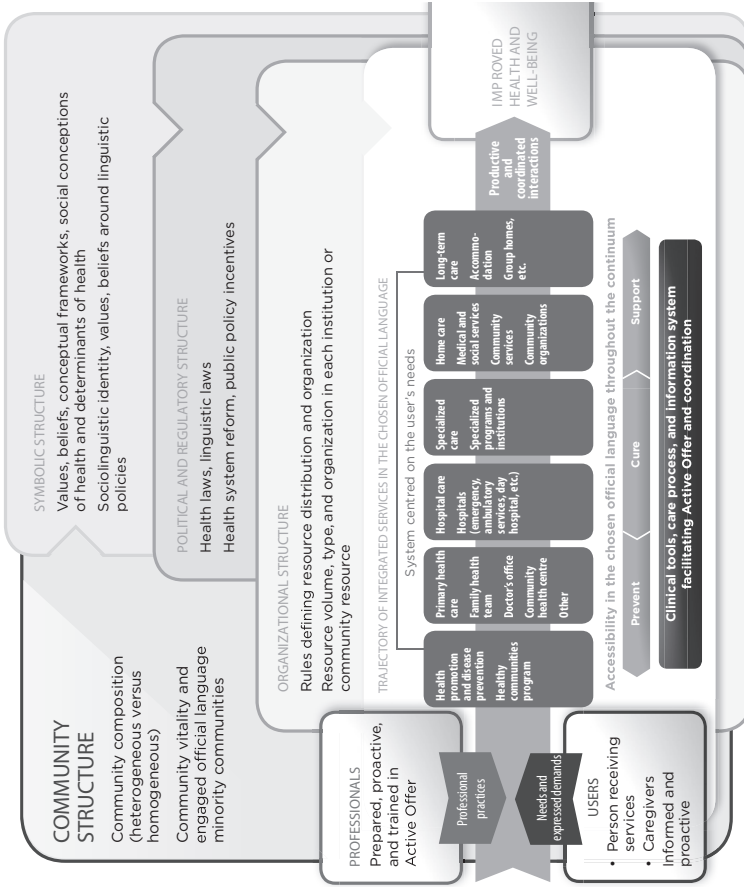 COMMUNITY
STRUCTURE
Community composition
(heterogeneous versus
homogeneous)
Community vitality and
engaged official language
minority communities
SYMBOLIC STRUCTURE
Values, beliefs, conceptual frameworks, social conceptions
of health and determinants of health
Sociolinguistic identity, values, beliefs around linguistic
policies
POLITICAL AND REGULATORY STRUCTURE
Health laws, linguistic laws
Health system reform, public policy incentives
ORGANIZATIONAL STRUCTURE
Rules defining resource distribution and organization
Resource volume, type, and organization in each institution or
community resource
TRAJECTORY OF INTEGRATED SERVICES IN THE CHOSEN OFFICIAL LANGUAGE
System centred on the user's needs
PROFESSIONALS
Prepared, proactive,
and trained in
Active Offer
Professional
practices
Needs and
expressed demands
USERS
• Person receiving
services
• Caregivers
Informed and
proactive
Health
promotion
and disease
prevention
Healthy
communities
program
Primary health
care
Family health
team
Doctor's office
Community
health centre
Other
Hospital care
Hospitals
(emergency,
ambulatory
services, day
hospital, etc.)
Specialized
care
Specialized
programs and
institutions
Home care
Medical and
social services
Community
services
Community
organizations
Long-term
care
Accommo-
dation
Group homes,
etc.
Productive
and
coordinated
interactions
IMPROVED
HEALTH AND
WELL-BEING
Accessibility in the chosen official language throughout the continuum
Prevent
Cure
Support
Clinical tools, care process, and information system
facilitating Active Offer and coordination